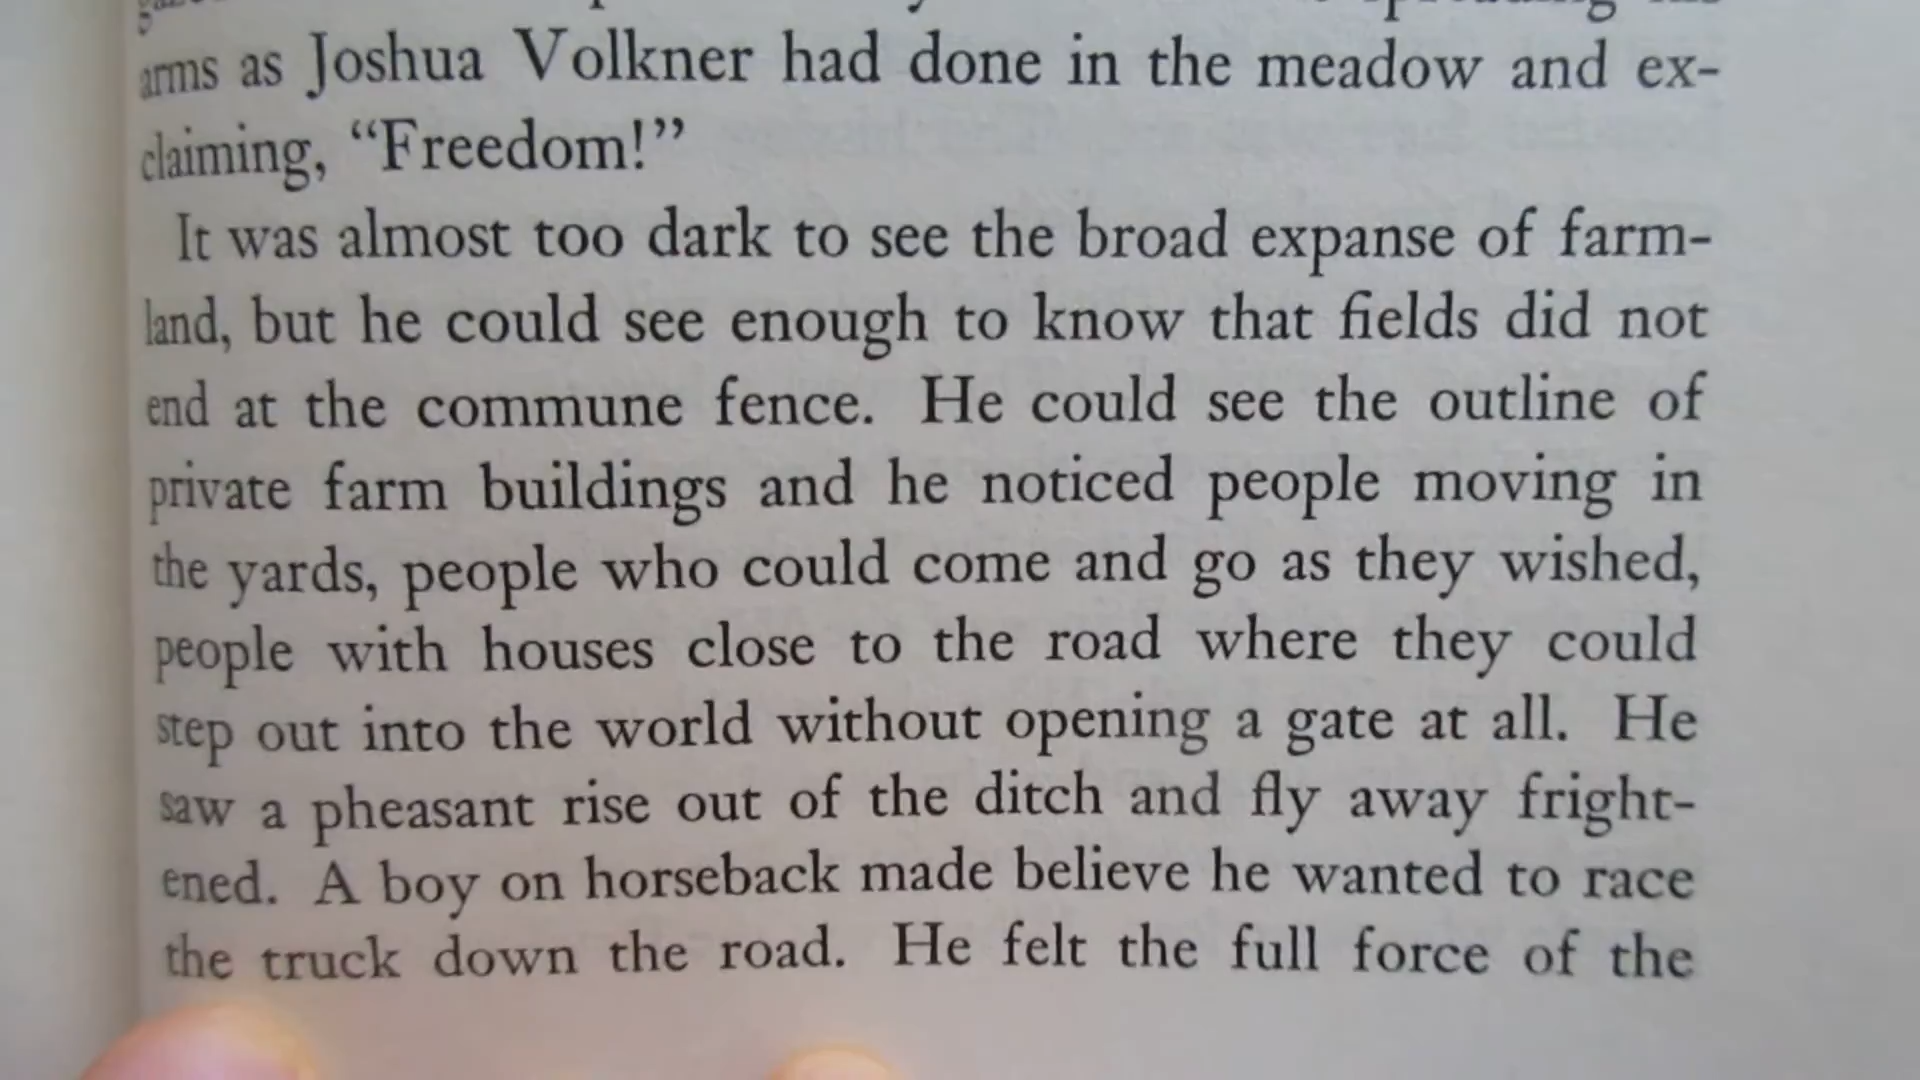 arms as Joshua Volkner had done in the meadow and ex-
claiming, “Freedom!”
It was almost too dark to see the broad expanse of farm-
land, but he could see enough to know that fields did not
end at the commune fence. He could see the outline of
private farm buildings and he noticed people moving in
the yards, people who could come and go as they wished,
people with houses close to the road where they could
step out into the world without opening a gate at all. He
saw a pheasant rise out of the ditch and fly away fright-
ened. A boy on horseback made believe he wanted to race
the truck down the road. He felt the full force of the